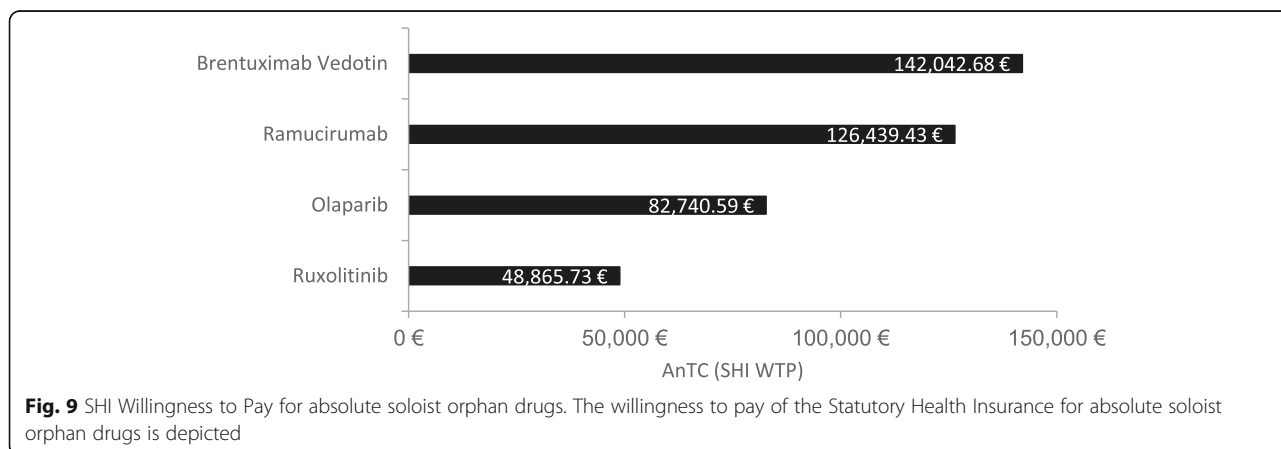 Brentuximab Vedotin
142,042.68 €
Ramucirumab
126,439.43 €
Olaparib
82,740.59 €
Ruxolitinib
48,865.73 €
0 €
50,000 €
100,000 €
150,000 €
AnTC (SHI WTP)
Fig. 9 SHI Willingness to Pay for absolute soloist orphan drugs. The willingness to pay of the Statutory Health Insurance for absolute soloist
orphan drugs is depicted